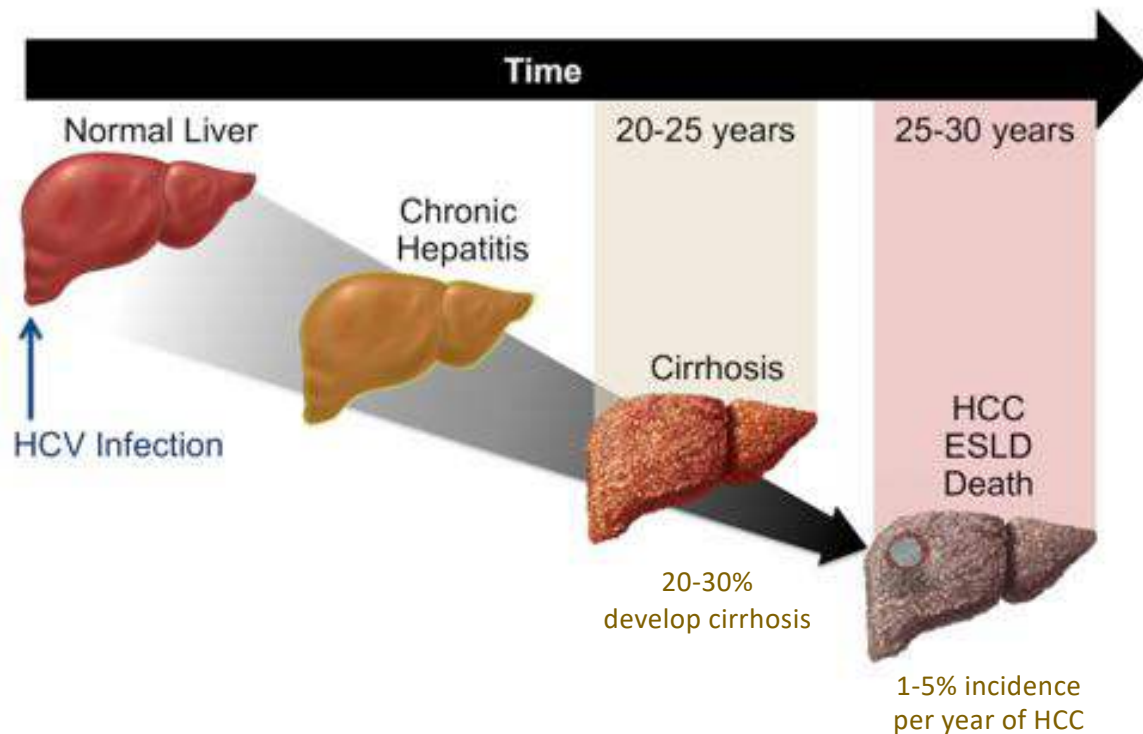 Time
Normal Liver
20-25 years
25-30 years
Chronic
Hepatitis
HCV Infection
Cirrhosis
HCC
ESLD
Death
20-30%
develop cirrhosis
1-5% incidence
per year of HCC